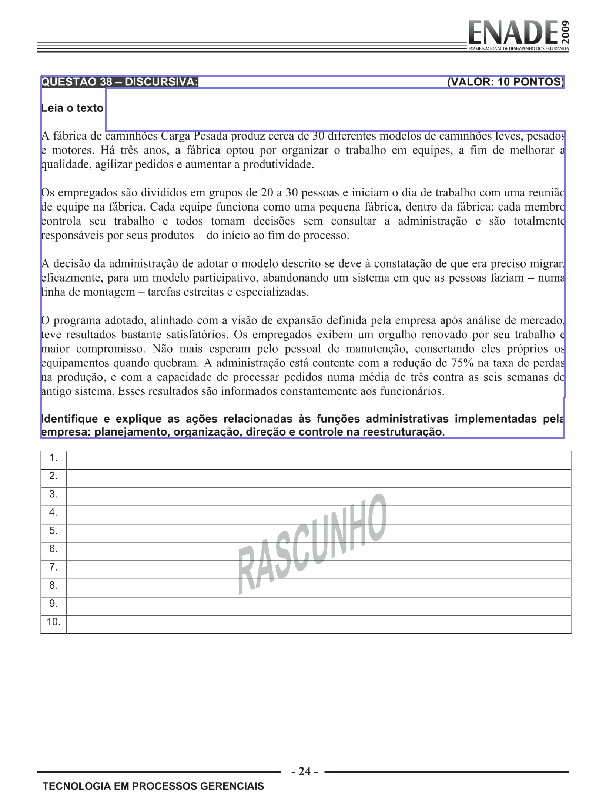 ENADE 2009
EXAME NACIONAL DE DESEMPENHO DOS ESTUDANTES
QUESTÃO 38 – DISCURSIVA: (VALOR: 10 PONTOS)
Leia o texto
A fábrica de caminhões Carga Pesada produz cerca de 30 diferentes modelos de caminhões leves, pesados
e motores. Há três anos, a fábrica optou por organizar o trabalho em equipes, a fim de melhorar a
qualidade, agilizar pedidos e aumentar a produtividade.
Os empregados são divididos em grupos de 20 a 30 pessoas e iniciam o dia de trabalho com uma reunião
de equipe na fábrica. Cada equipe funciona como uma pequena fábrica, dentro da fábrica: cada membro
controla seu trabalho e todos tomam decisões sem consultar a administração e são totalmente
responsáveis por seus produtos – do início ao fim do processo.
A decisão da administração de adotar o modelo descrito se deve à constatação de que era preciso migrar,
eficazmente, para um modelo participativo, abandonando um sistema em que as pessoas faziam – numa
linha de montagem – tarefas estreitas e especializadas.
O programa adotado, alinhado com a visão de expansão definida pela empresa após análise de mercado,
teve resultados bastante satisfatórios. Os empregados exibem um orgulho renovado por seu trabalho e
maior compromisso. Não mais esperam pelo pessoal de manutenção, consertando eles próprios os
equipamentos quando quebram. A administração está contente com a redução de 75% na taxa de perdas
na produção, e com a capacidade de processar pedidos numa média de três contra as seis semanas do
antigo sistema. Esses resultados são informados constantemente aos funcionários.
Identifique e explique as ações relacionadas às funções administrativas implementadas pela
empresa: planejamento, organização, direção e controle na reestruturação.
1.
2.
3.
4.
5.
6.
7.
8.
9.
10.
RASCUNHO
- 24 -
TECNOLOGIA EM PROCESSOS GERENCIAIS